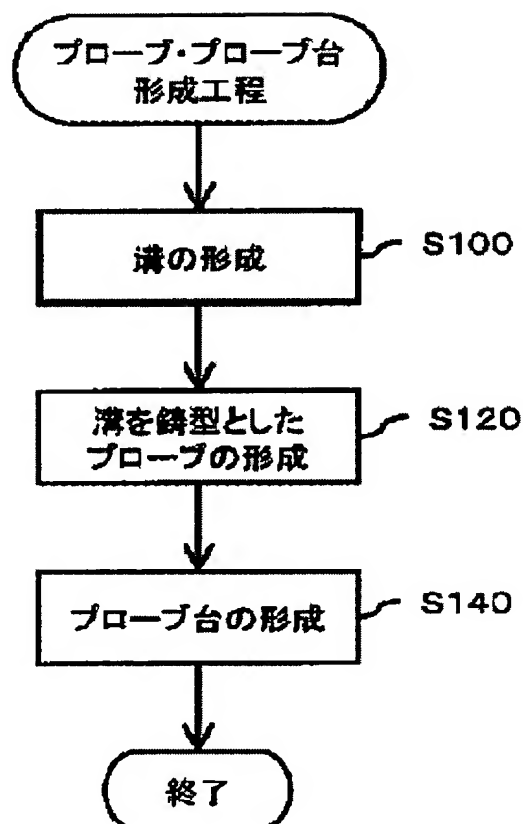 プローブ・プローブ台
形成工程
溝の形成
S100
溝を鋳型とした
プローブの形成
S120
プローブ台の形成
S140
終了